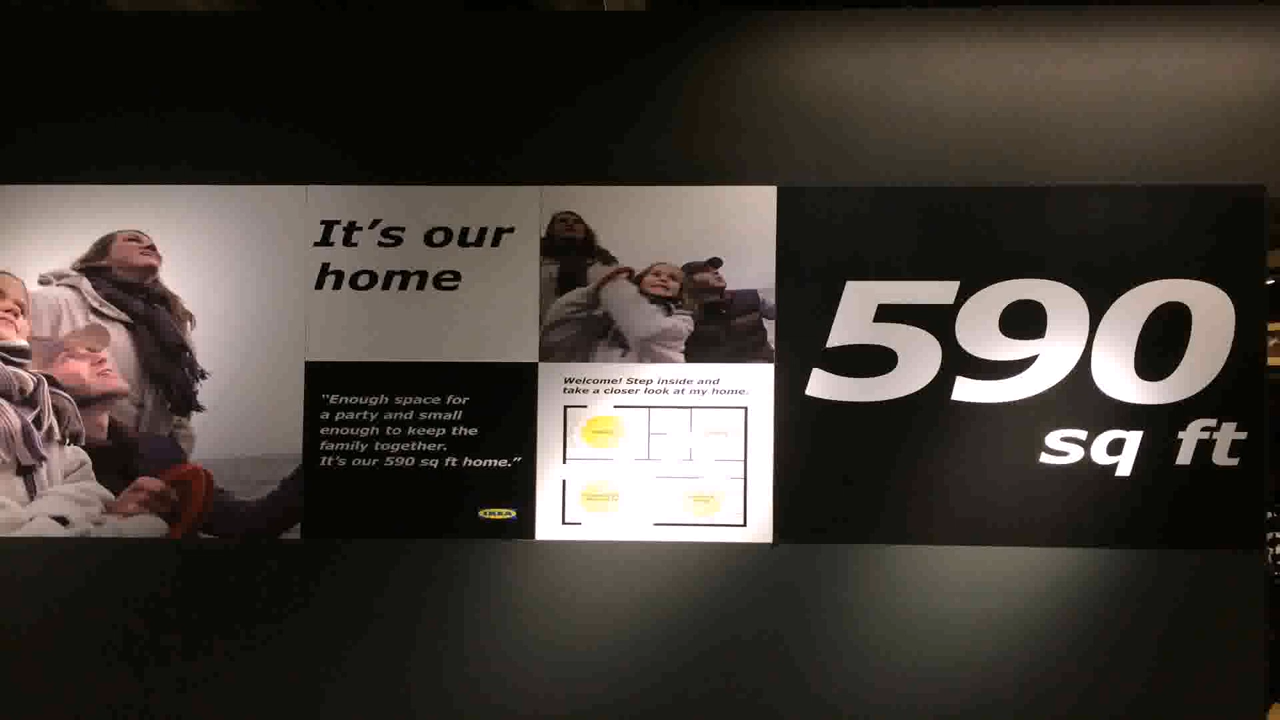 It's our
home
"Enough space for
a party and small
enough to keep the
family together.
It's our 590 sq ft home."
IKEA
Welcome! Step inside and
take a closer look at my home.
590
sq ft